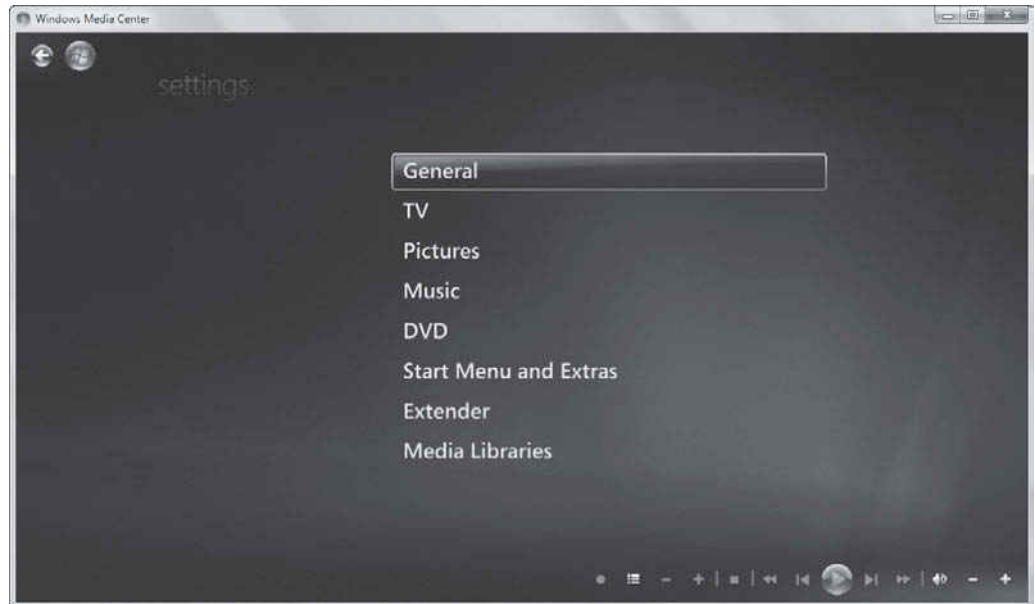 Windows Media Center
settings
General
TV
Pictures
Music
DVD
Start Menu and Extras
Extender
Media Libraries